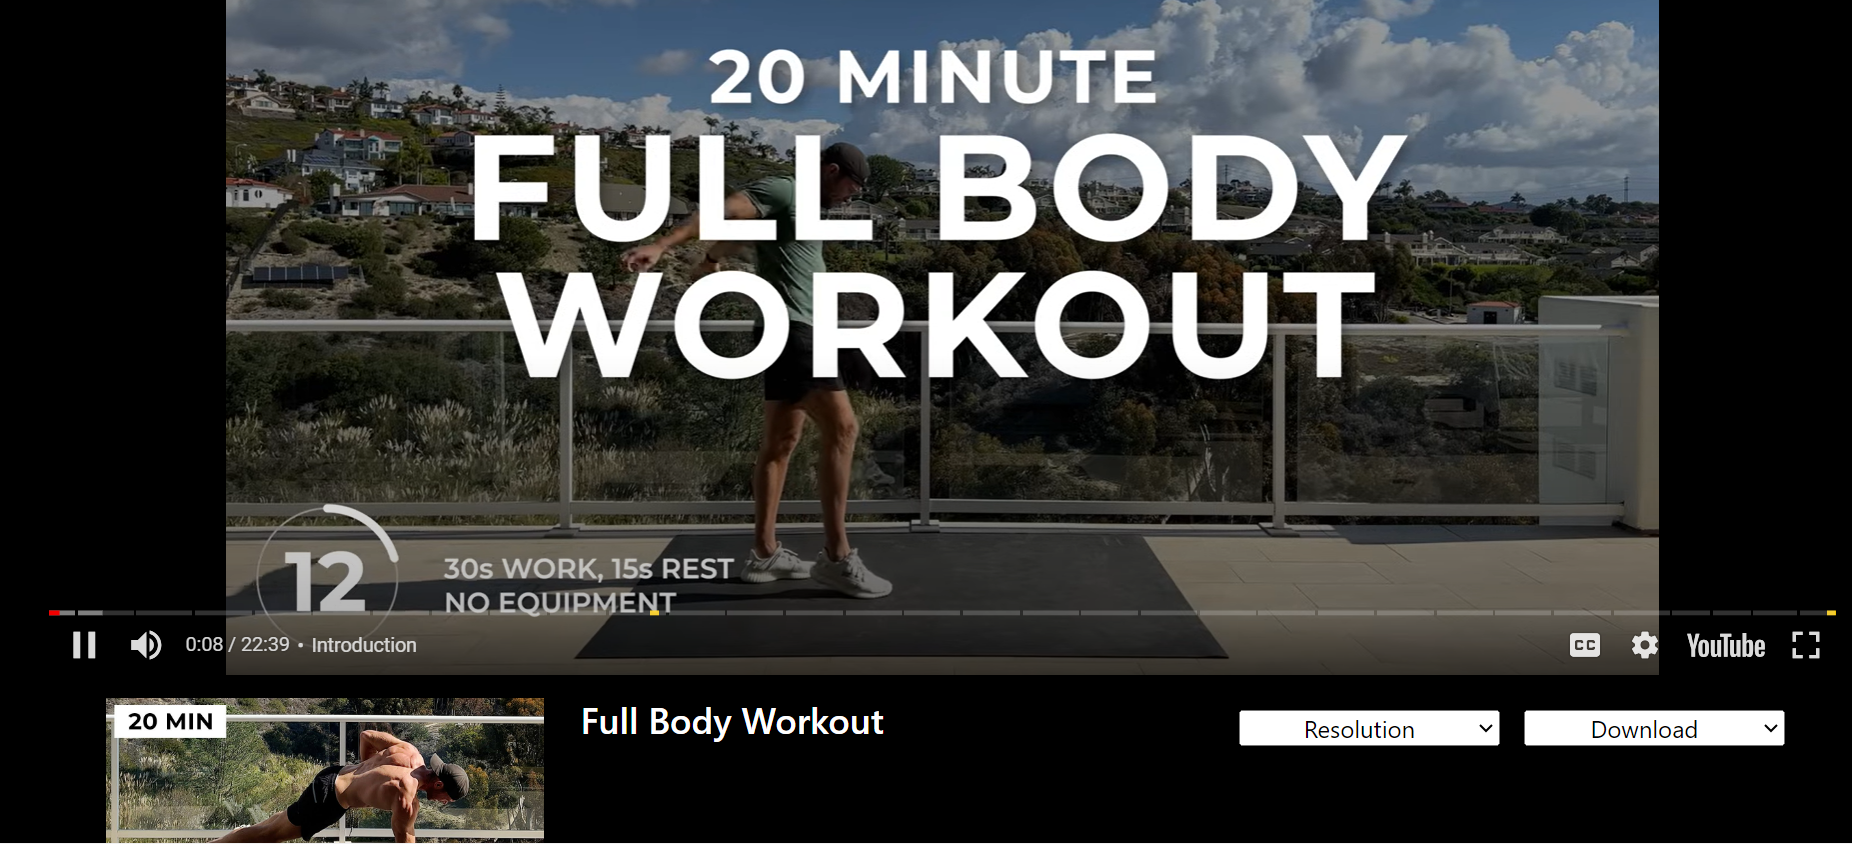 20 MINUTE
FULL BODY
WORKOUT
12
30s WORK, 15s REST
NO EQUIPMENT
0:08 / 22:39 • Introduction
CC
YouTube
20 MIN
Full Body Workout
Resolution
Download